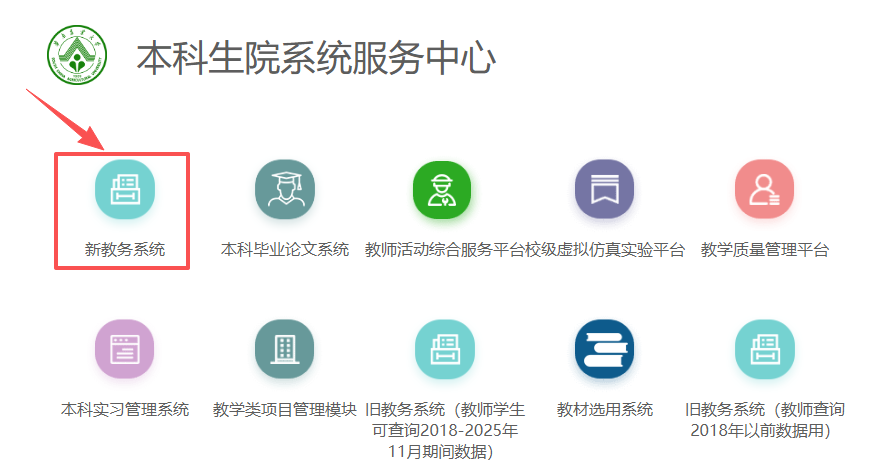 本科生院系统服务中心
新教务系统
本科毕业论文系统
教师活动综合服务平台
校级虚拟仿真实验平台
教学质量管理平台
本科实习管理系统
教学类项目管理模块
旧教务系统（教师学生
可查询2018-2025年
11月期间数据）
教材选用系统
旧教务系统（教师查询
2018年以前数据用）